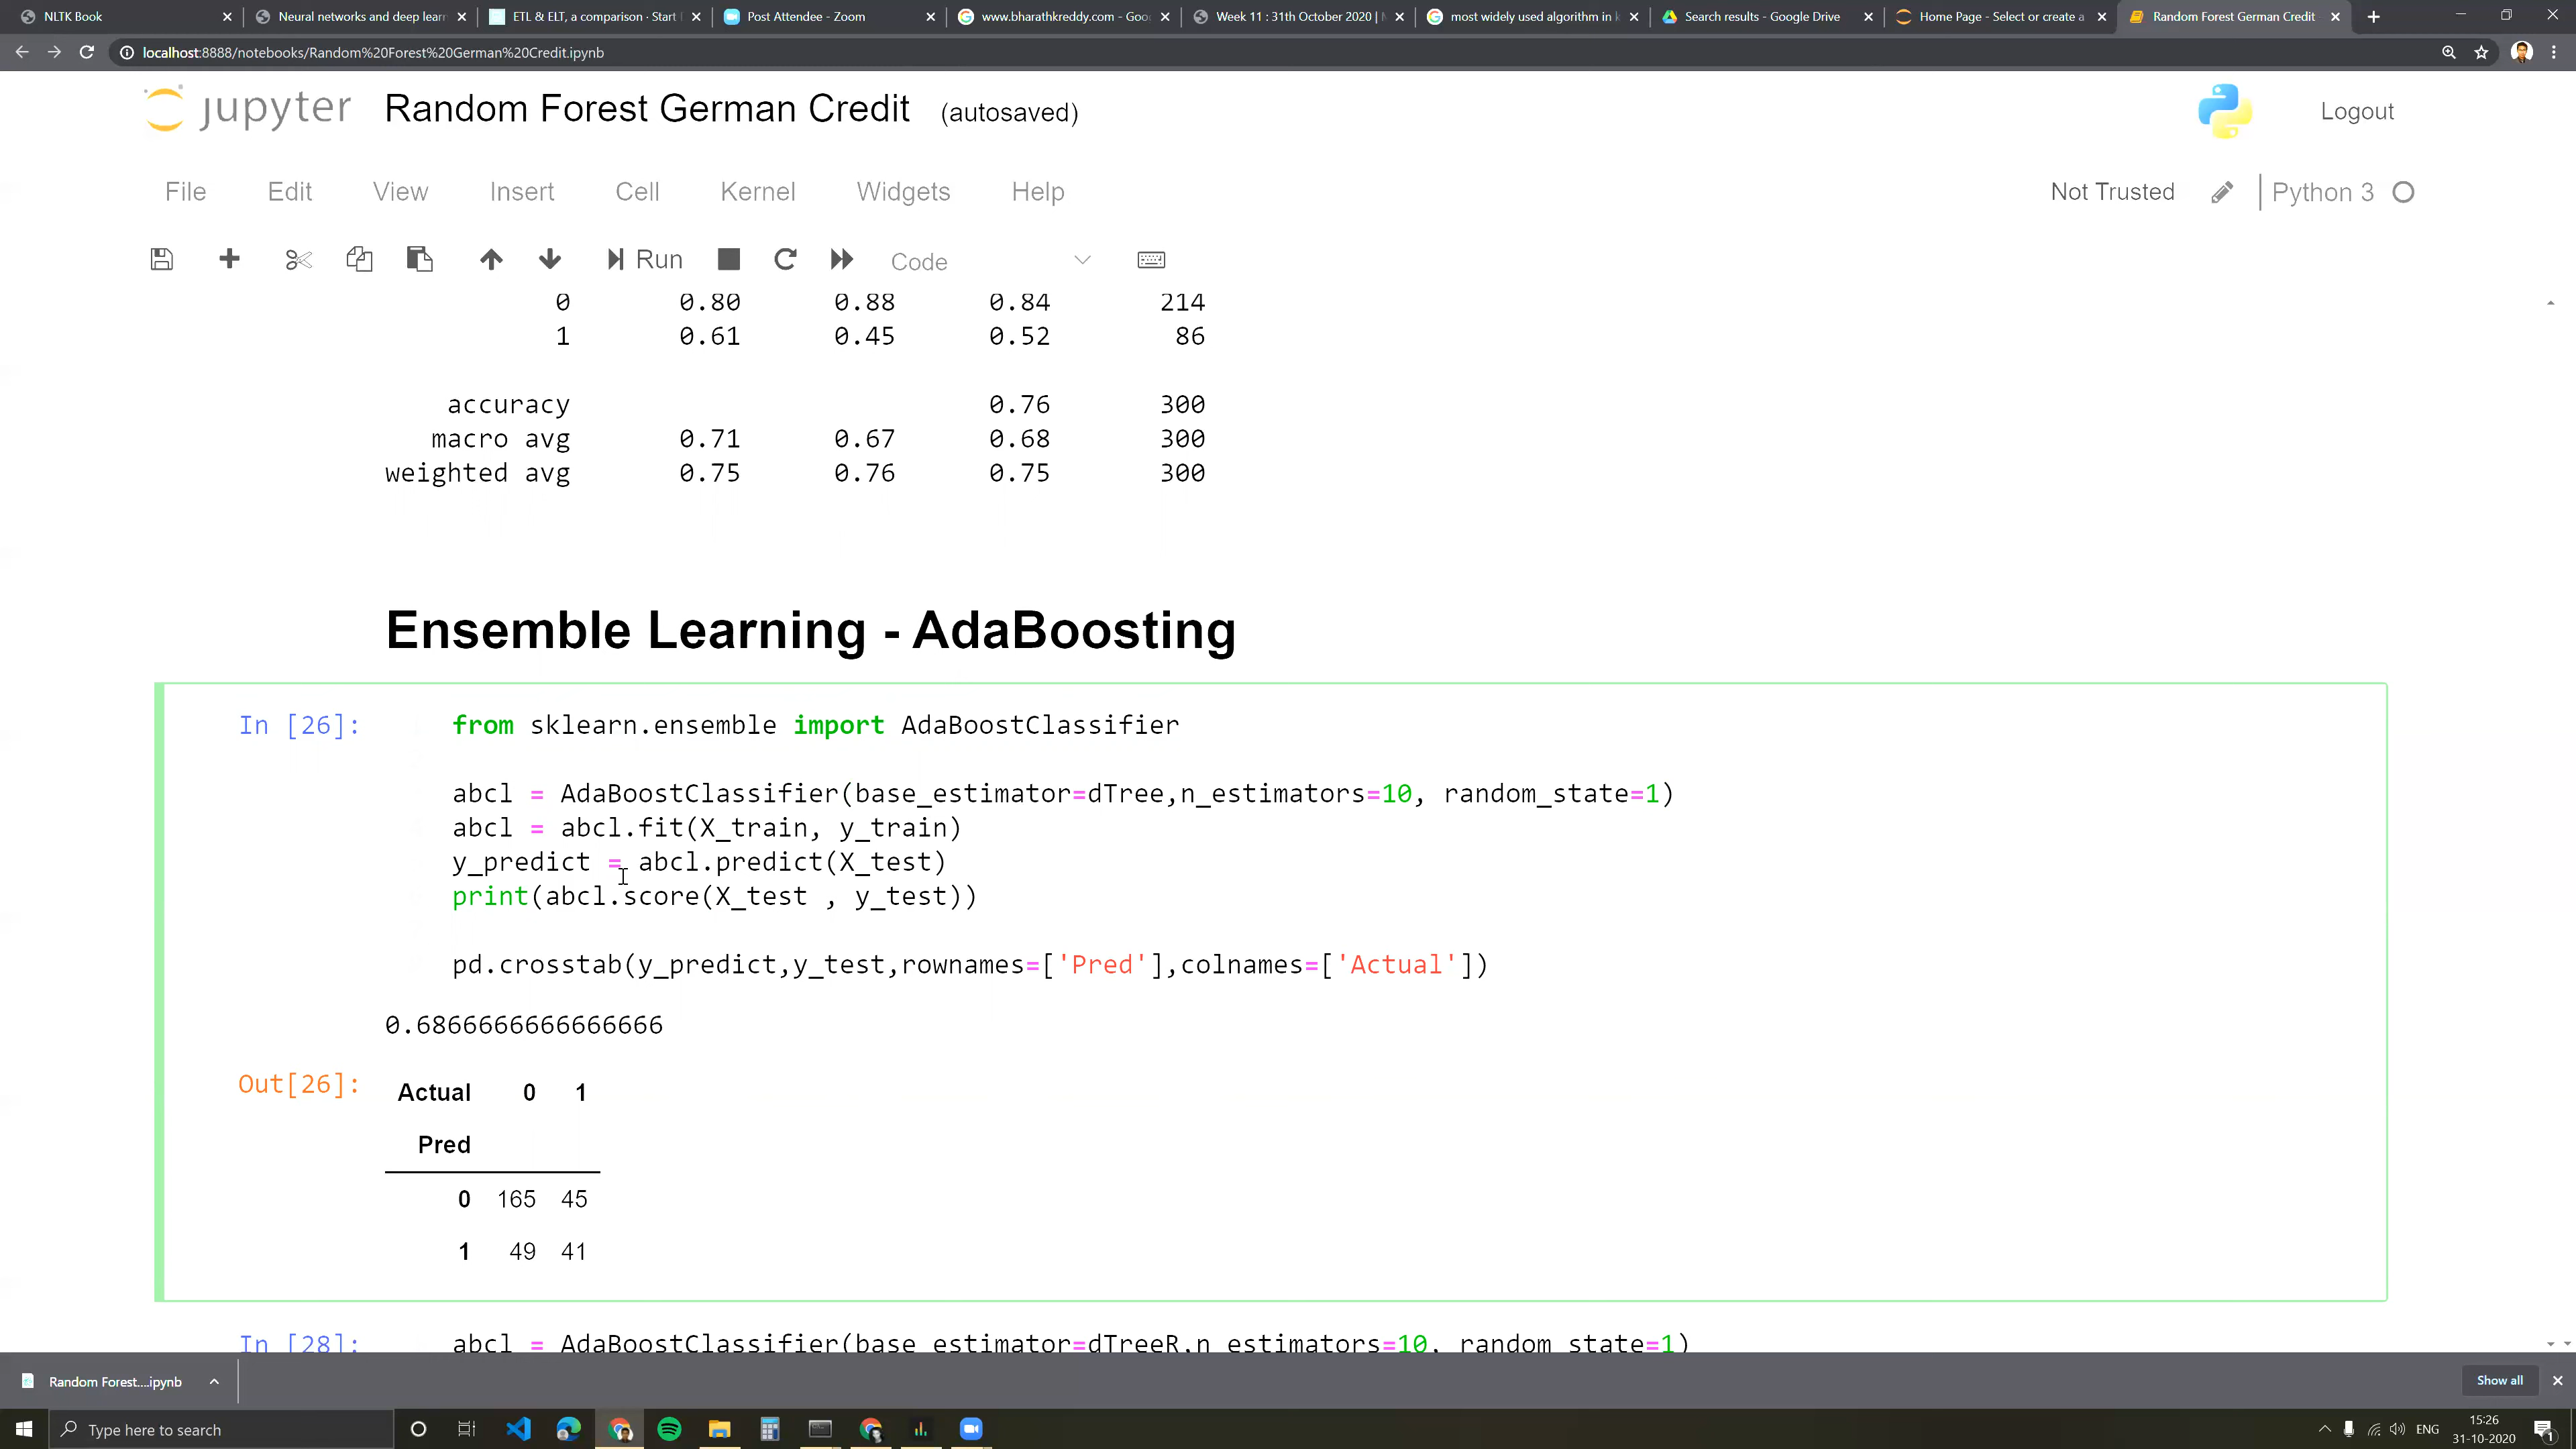 NLTK Book
Neural networks and deep learn
ETL & ELT, a comparison · Start
Post Attendee - Zoom
www.bharathkreddy.com - Goo
Week 11 : 31th October 2020 |
most widely used algorithm in k
Search results - Google Drive
Home Page - Select or create a
Random Forest German Credit
localhost:8888/notebooks/Random%20Forest%20German%20Credit.ipynb
jupyter Random Forest German Credit (autosaved)
Logout
File Edit View Insert Cell Kernel Widgets Help
Not Trusted Python 3
Run Code
0 0.80 0.88 0.84 214
1 0.61 0.45 0.52 86
accuracy 0.76 300
macro avg 0.71 0.67 0.68 300
weighted avg 0.75 0.76 0.75 300
Ensemble Learning - AdaBoosting
In [26]: from sklearn.ensemble import AdaBoostClassifier
abcl = AdaBoostClassifier(base_estimator=dTree,n_estimators=10, random_state=1)
abcl = abcl.fit(X_train, y_train)
y_predict = abcl.predict(X_test)
print(abcl.score(X_test , y_test))
pd.crosstab(y_predict,y_test,rownames=['Pred'],colnames=['Actual'])
0.6866666666666666
Out[26]:
Actual 0 1
Pred
0 165 45
1 49 41
In [28]: abcl = AdaBoostClassifier(base_estimator=dTreeR,n_estimators=10, random_state=1)
Random Forest....ipynb
Show all
Type here to search
ENG
15:26
31-10-2020
1